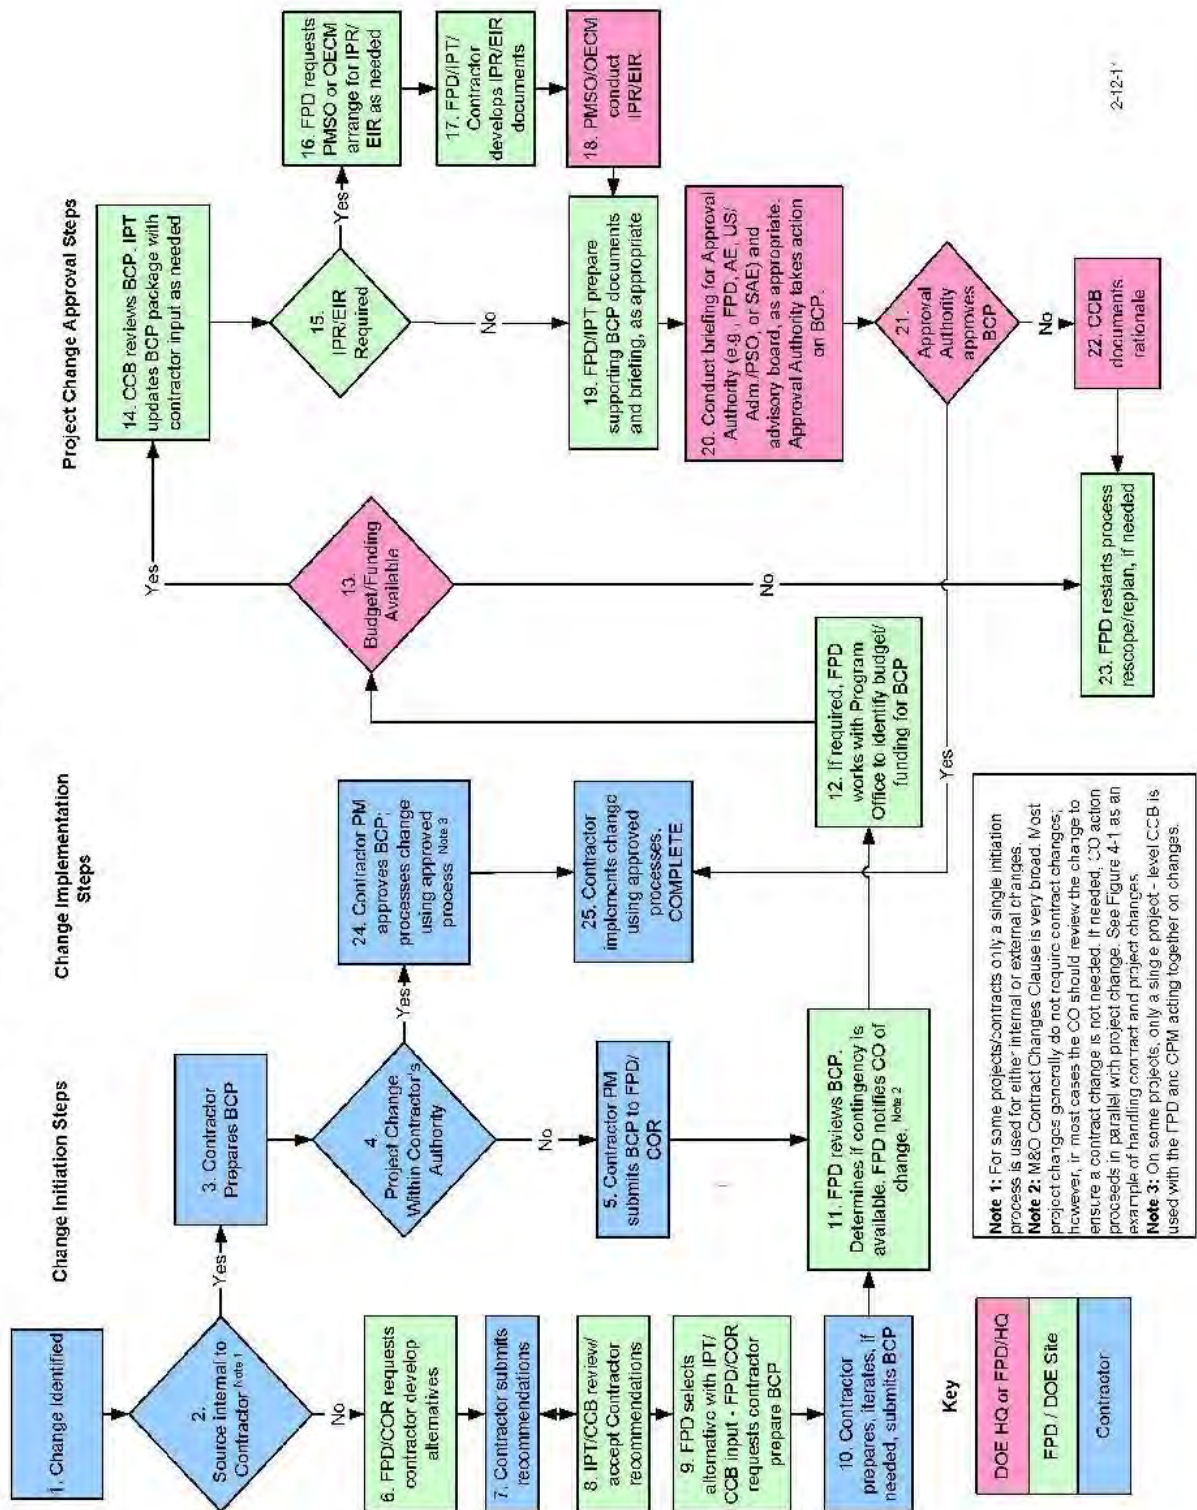 Change Initiation Steps
Change Implementation
Steps
Project Change Approval Steps
1. Change Identified
2.
Source Internal to
Contractor Note 1
Yes
No
3. Contractor
Prepares BCP
4.
Project Change
Within Contractor's
Authority
Yes
No
5. Contractor PM
submits BCP to FPD/
COR
6. FPD/COR requests
contractor develop
alternatives
7. Contractor submits
recommendations
8. IPT/CCB review/
accept Contractor
recommendations
9. FPD selects
alternative with IPT/
CCB input - FPD/COR
requests contractor
prepare BCP
10. Contractor
prepares, iterates, if
needed, submits BCP
11. FPD reviews BCP.
Determines if contingency is
available. FPD notifies CO of
change. Note 2
12. If required, FPD
works with Program
Office to identify budget/
funding for BCP
13.
Budget/Funding
Available
Yes
No
14. CCB reviews BCP. IPT
updates BCP package with
contractor input as needed
15.
IPR/EIR
Required
Yes
No
16. FPD requests
PMSO or OECM
arrange for IPR/
EIR as needed
17. FPD/IPT/
Contractor
develops IPR/EIR
documents
18. PMSO/OECM
conduct
IPR/EIR
19. FPD/IPT prepare
supporting BCP documents
and briefing, as appropriate
20. Conduct briefing for Approval
Authority (e.g., FPD, AE, US/
Adm./PSO, or SAE) and
advisory board, as appropriate.
Approval Authority takes action
on BCP.
21.
Approval
Authority
approves
BCP
No
Yes
22. CCB
documents
rationale
23. FPD restarts process
rescope/replan, if needed
24. Contractor PM
approves BCP;
processes change
using approved
process Note 3
25. Contractor
implements change
using approved
processes.
COMPLETE
Key
DOE HQ or FPD/HQ
FPD / DOE Site
Contractor
Note 1: For some projects/contracts only a single initiation
process is used for either internal or external changes.
Note 2: M&O Contract Changes Clause is very broad. Most
project changes generally do not require contract changes;
however, in most cases the CO should review the change to
ensure a contract change is not needed. If needed, CO action
proceeds in parallel with project change. See Figure 4-1 as an
example of handling contract and project changes.
Note 3: On some projects, only a single project - level CCB is
used with the FPD and CPM acting together on changes.